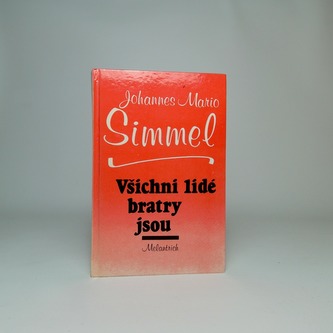 Johannes Mario
Simmel
Všichni lidé
bratry
jsou
Melantrich